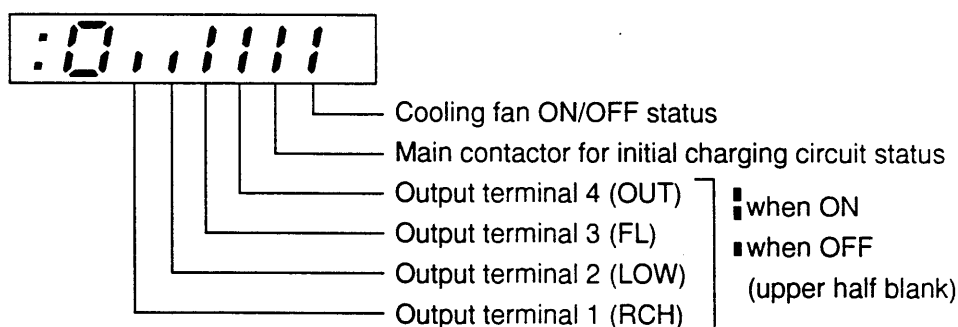 :0ıı||||
Cooling fan ON/OFF status
Main contactor for initial charging circuit status
Output terminal 4 (OUT)
Output terminal 3 (FL)
Output terminal 2 (LOW)
Output terminal 1 (RCH)
when ON
when OFF
(upper half blank)